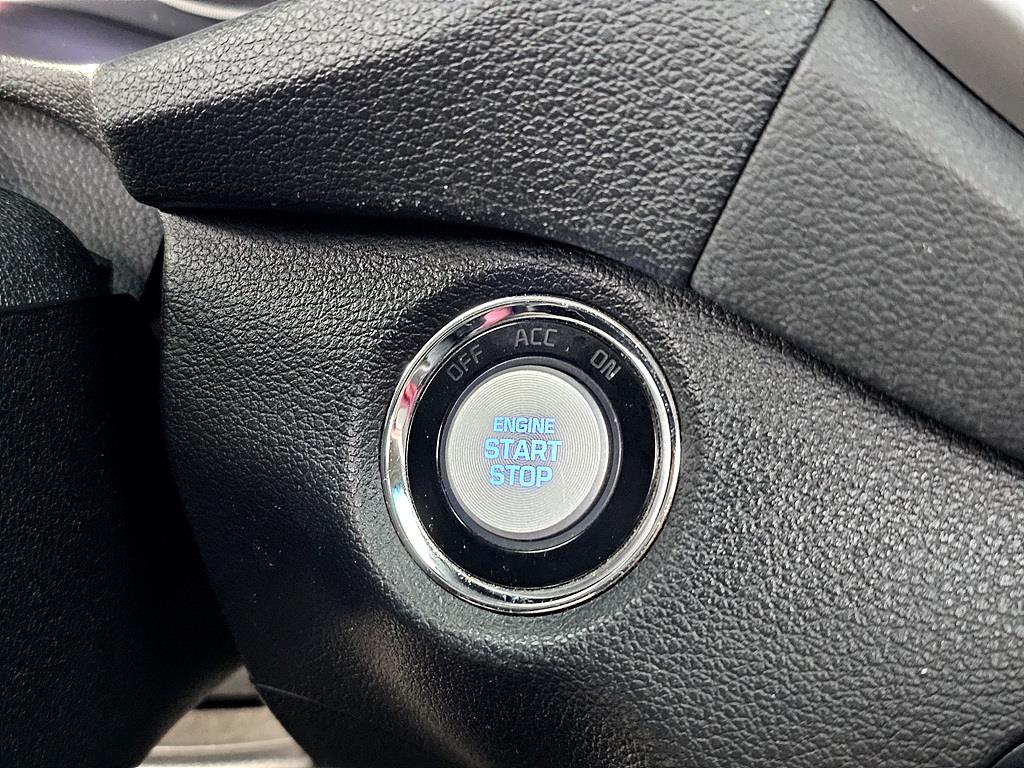 OFF ACC ON
ENGINE
START
STOP